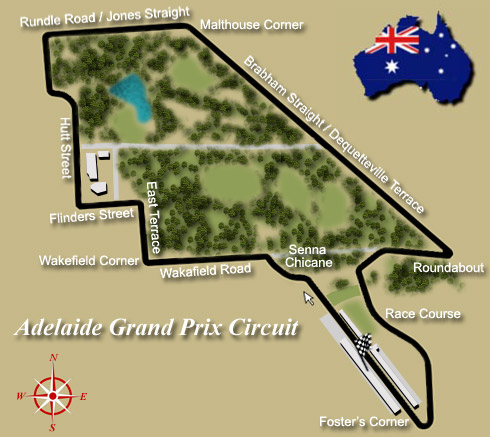 Rundle Road / Jones Straight
Malthouse Corner
Brabham Straight / Dequetteville Terrace
Hutt Street
East Terrace
Flinders Street
Senna
Chicane
Wakefield Corner
Wakafield Road
Roundabout
Race Course
Adelaide Grand Prix Circuit
N
W
E
S
Foster's Corner